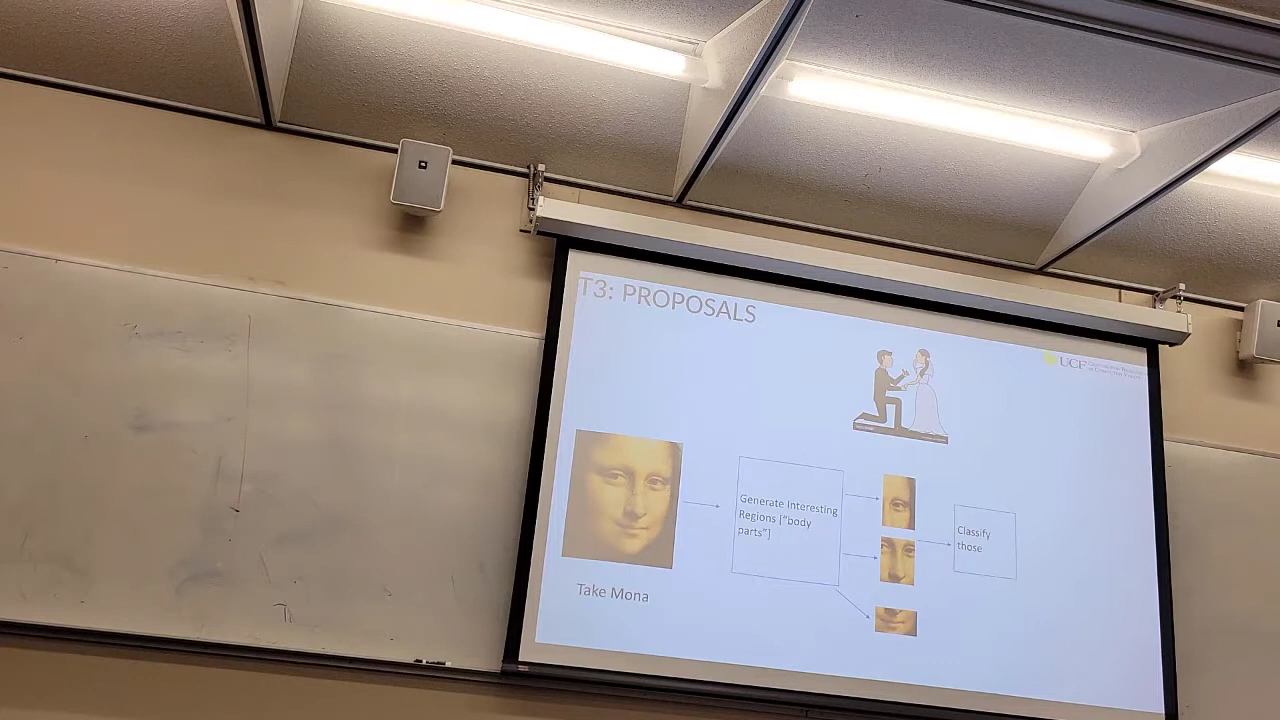 T3: PROPOSALS
UCF
Generate Interesting
Regions ["body
parts"]
Classify
those
Take Mona